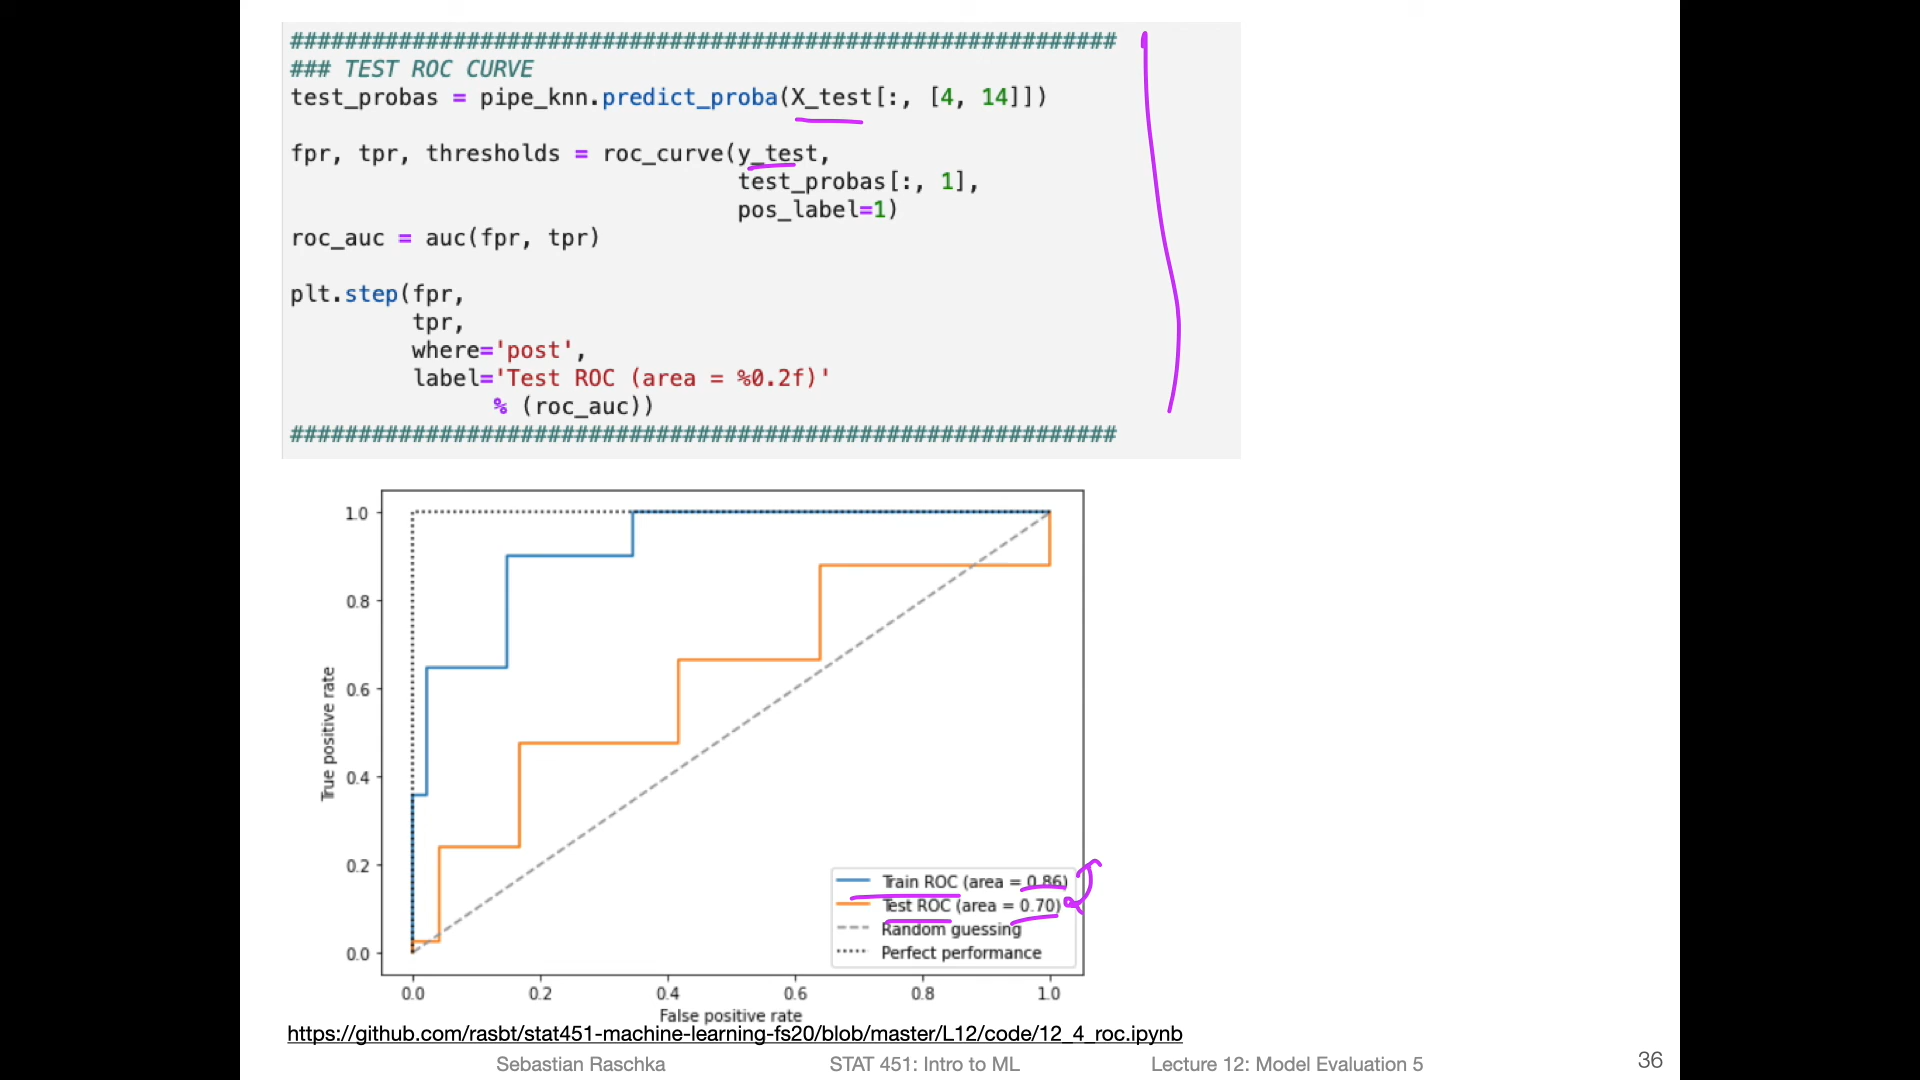 ############################################################
### TEST ROC CURVE
test_probas = pipe_knn.predict_proba(X_test[:, [4, 14]])
fpr, tpr, thresholds = roc_curve(y_test,
test_probas[:, 1],
pos_label=1)
roc_auc = auc(fpr, tpr)
plt.step(fpr,
tpr,
where='post',
label='Test ROC (area = %0.2f)'
% (roc_auc))
############################################################
1.0
0.8
0.6
0.4
0.2
0.0
True positive rate
Train ROC (area = 0.86)
Test ROC (area = 0.70)
Random guessing
Perfect performance
0.0 0.2 0.4 0.6 0.8 1.0
False positive rate
https://github.com/rasbt/stat451-machine-learning-fs20/blob/master/L12/code/12_4_roc.ipynb
Sebastian Raschka STAT 451: Intro to ML Lecture 12: Model Evaluation 5 36